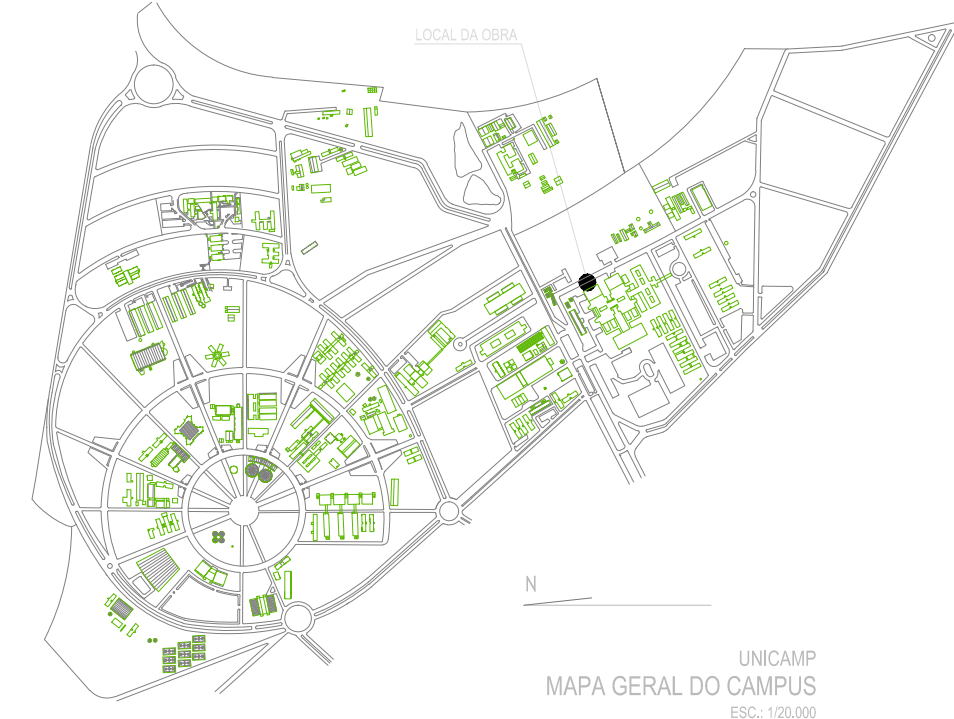 LOCAL DA OBRA
N
UNICAMP
MAPA GERAL DO CAMPUS
ESC.: 1/20.000